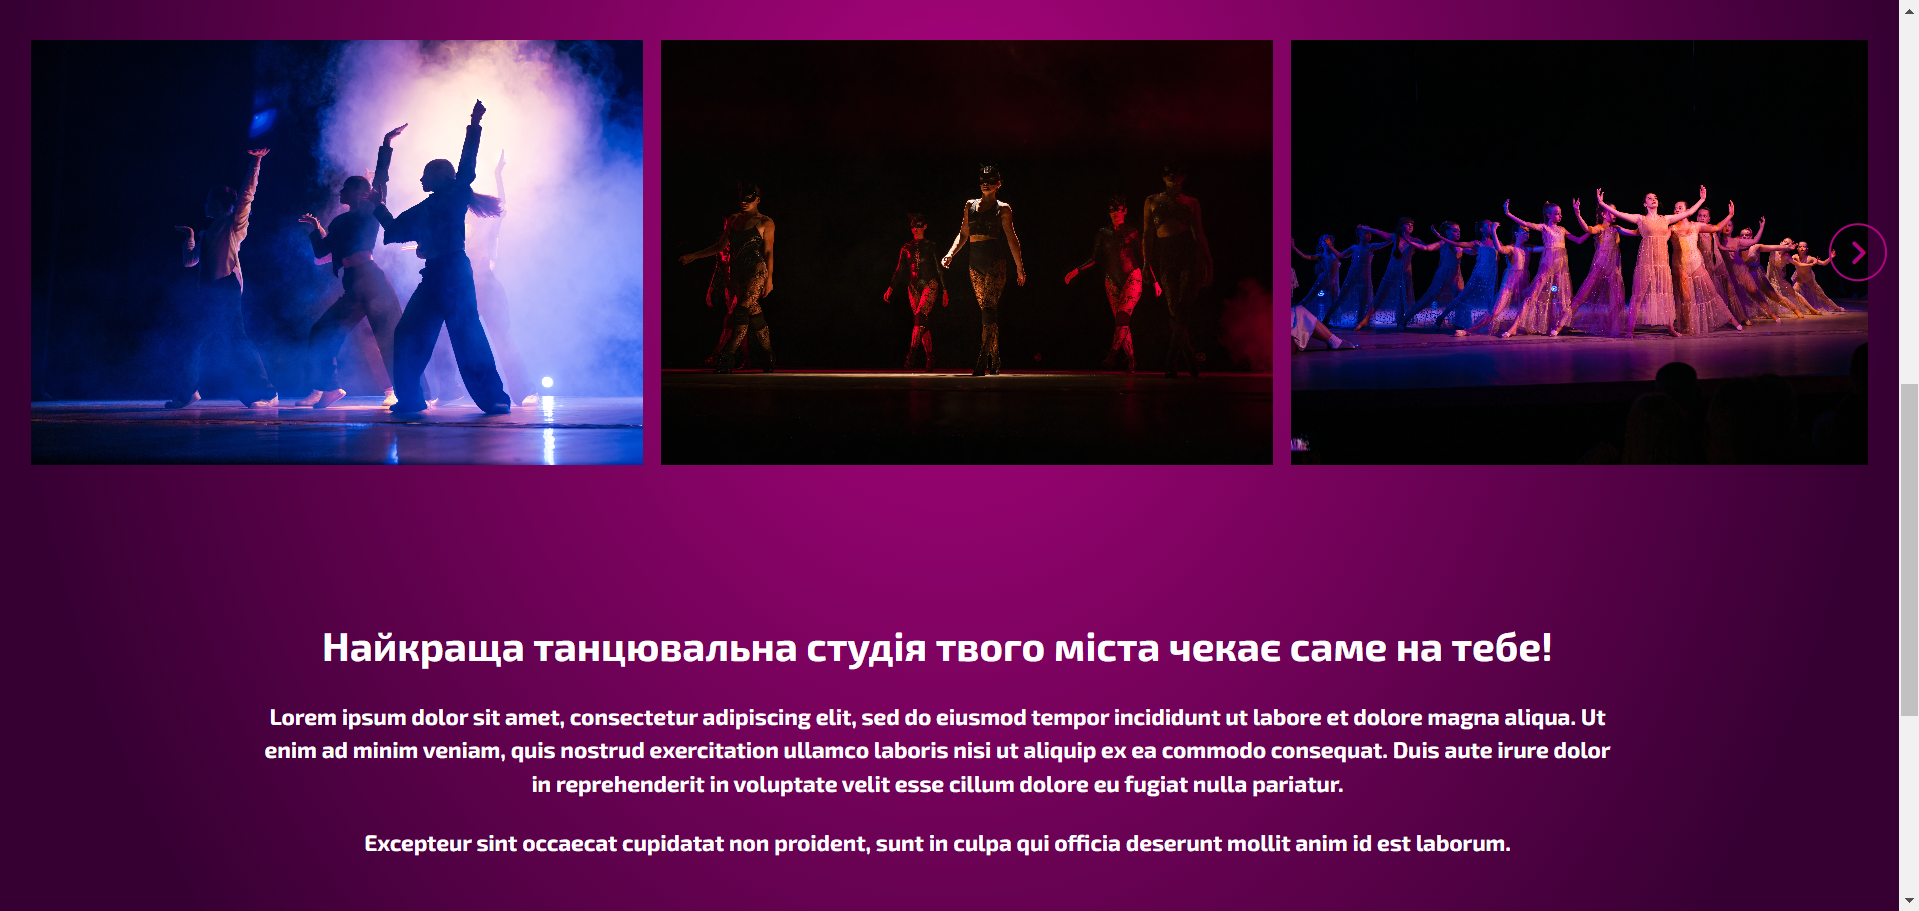 Найкраща танцювальна студія твого міста чекає саме на тебе!
Lorem ipsum dolor sit amet, consectetur adipiscing elit, sed do eiusmod tempor incididunt ut labore et dolore magna aliqua. Ut
enim ad minim veniam, quis nostrud exercitation ullamco laboris nisi ut aliquip ex ea commodo consequat. Duis aute irure dolor
in reprehenderit in voluptate velit esse cillum dolore eu fugiat nulla pariatur.
Excepteur sint occaecat cupidatat non proident, sunt in culpa qui officia deserunt mollit anim id est laborum.